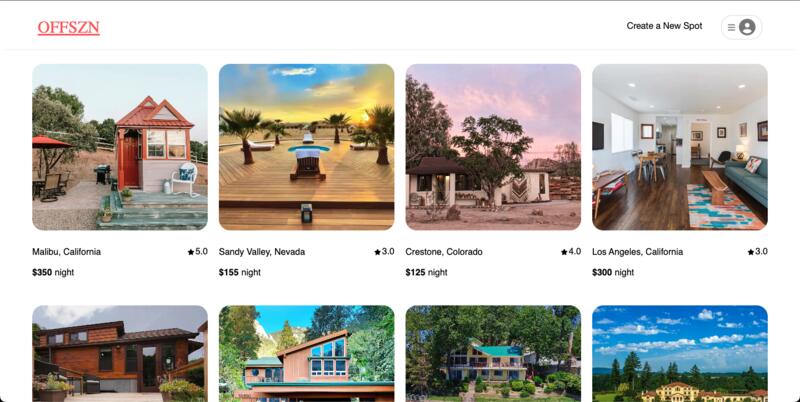 OFFSZN
Create a New Spot
Malibu, California
★5.0
$350 night
Sandy Valley, Nevada
★3.0
$155 night
Crestone, Colorado
★4.0
$125 night
Los Angeles, California
★3.0
$300 night